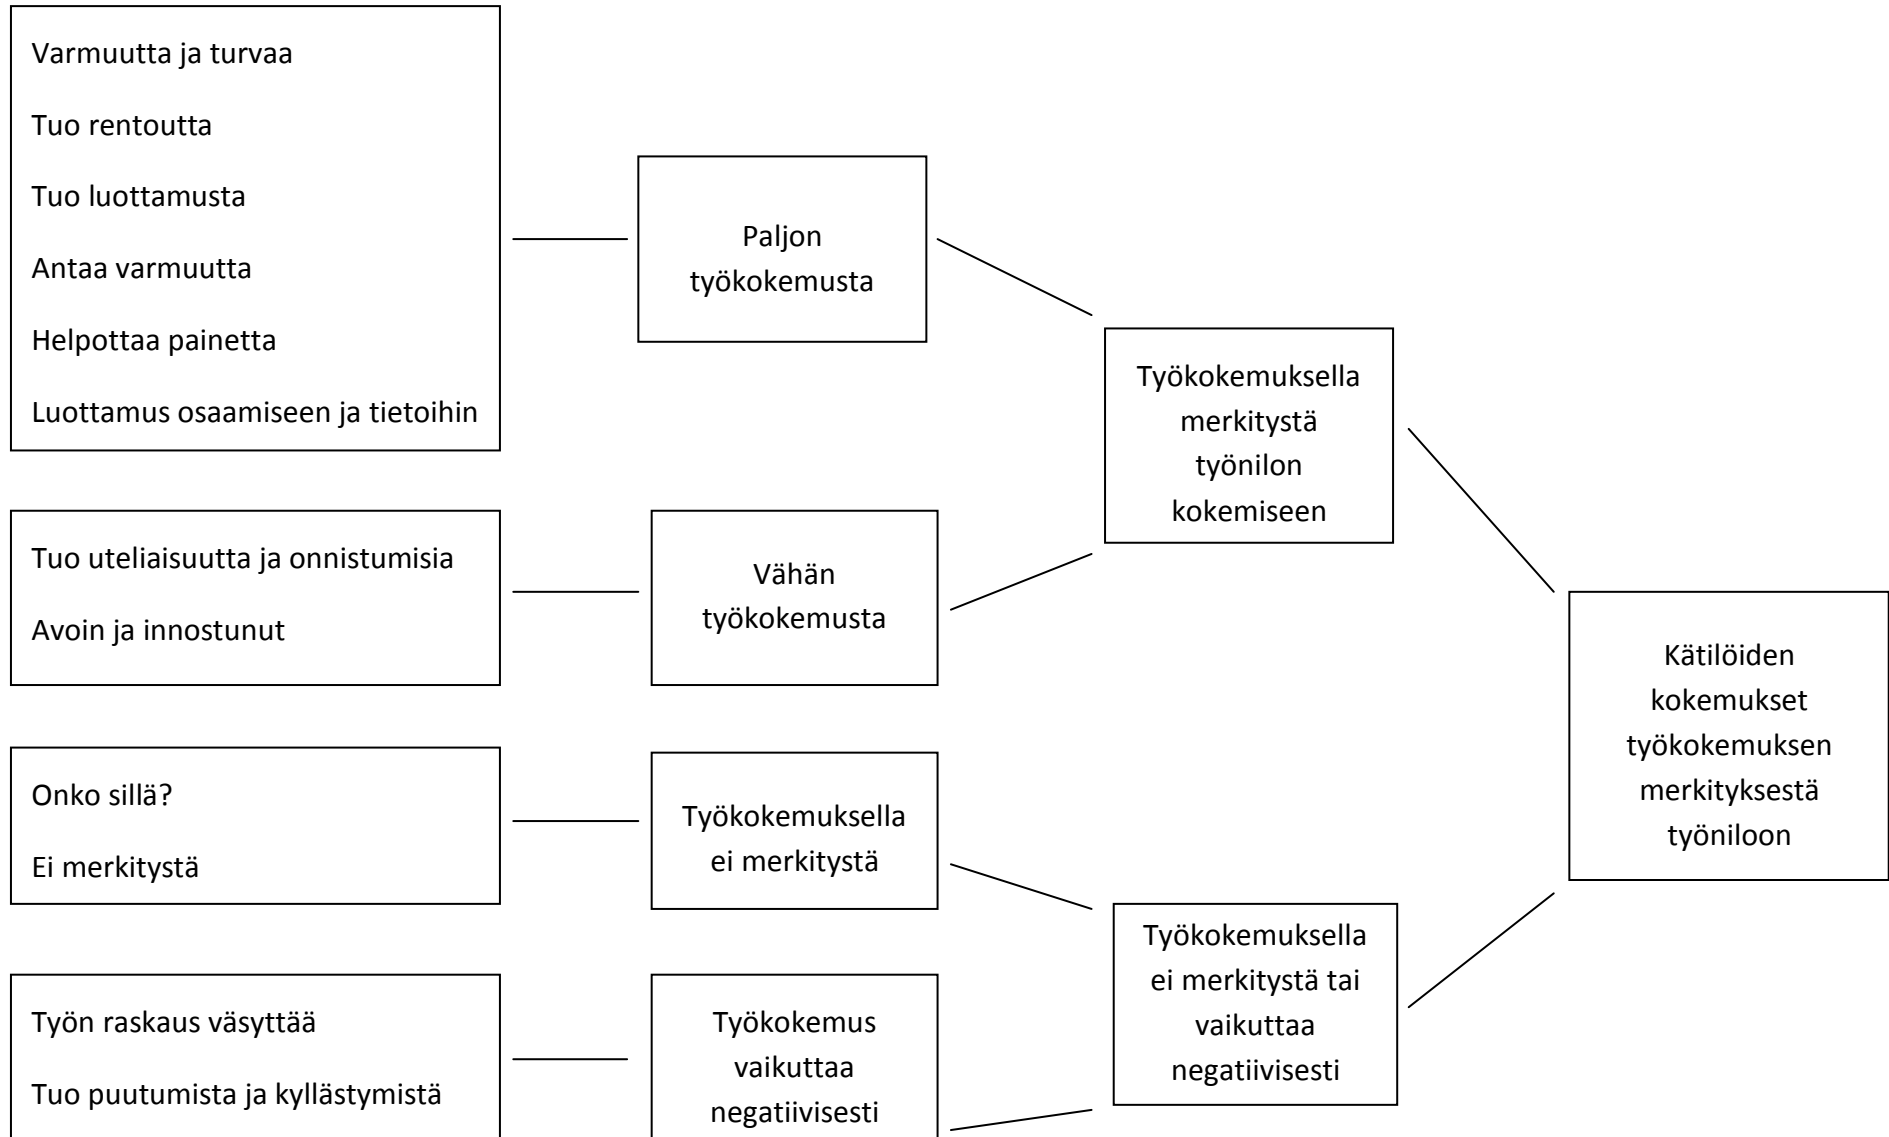 Varmuutta ja turvaa
Tuo rentoutta
Tuo luottamusta
Antaa varmuutta
Helpottaa painetta
Luottamus osaamiseen ja tietoihin
Paljon
työkokemusta
Työkokemuksella
merkitystä
työnilon
kokemiseen
Tuo uteliaisuutta ja onnistumisia
Avoin ja innostunut
Vähän
työkokemusta
Kätilöiden
kokemukset
työkokemuksen
merkityksestä
työniloon
Onko sillä?
Ei merkitystä
Työkokemuksella
ei merkitystä
Työkokemuksella
ei merkitystä tai
vaikuttaa
negatiivisesti
Työn raskaus väsyttää
Tuo puutumista ja kyllästymistä
Työkokemus
vaikuttaa
negatiivisesti